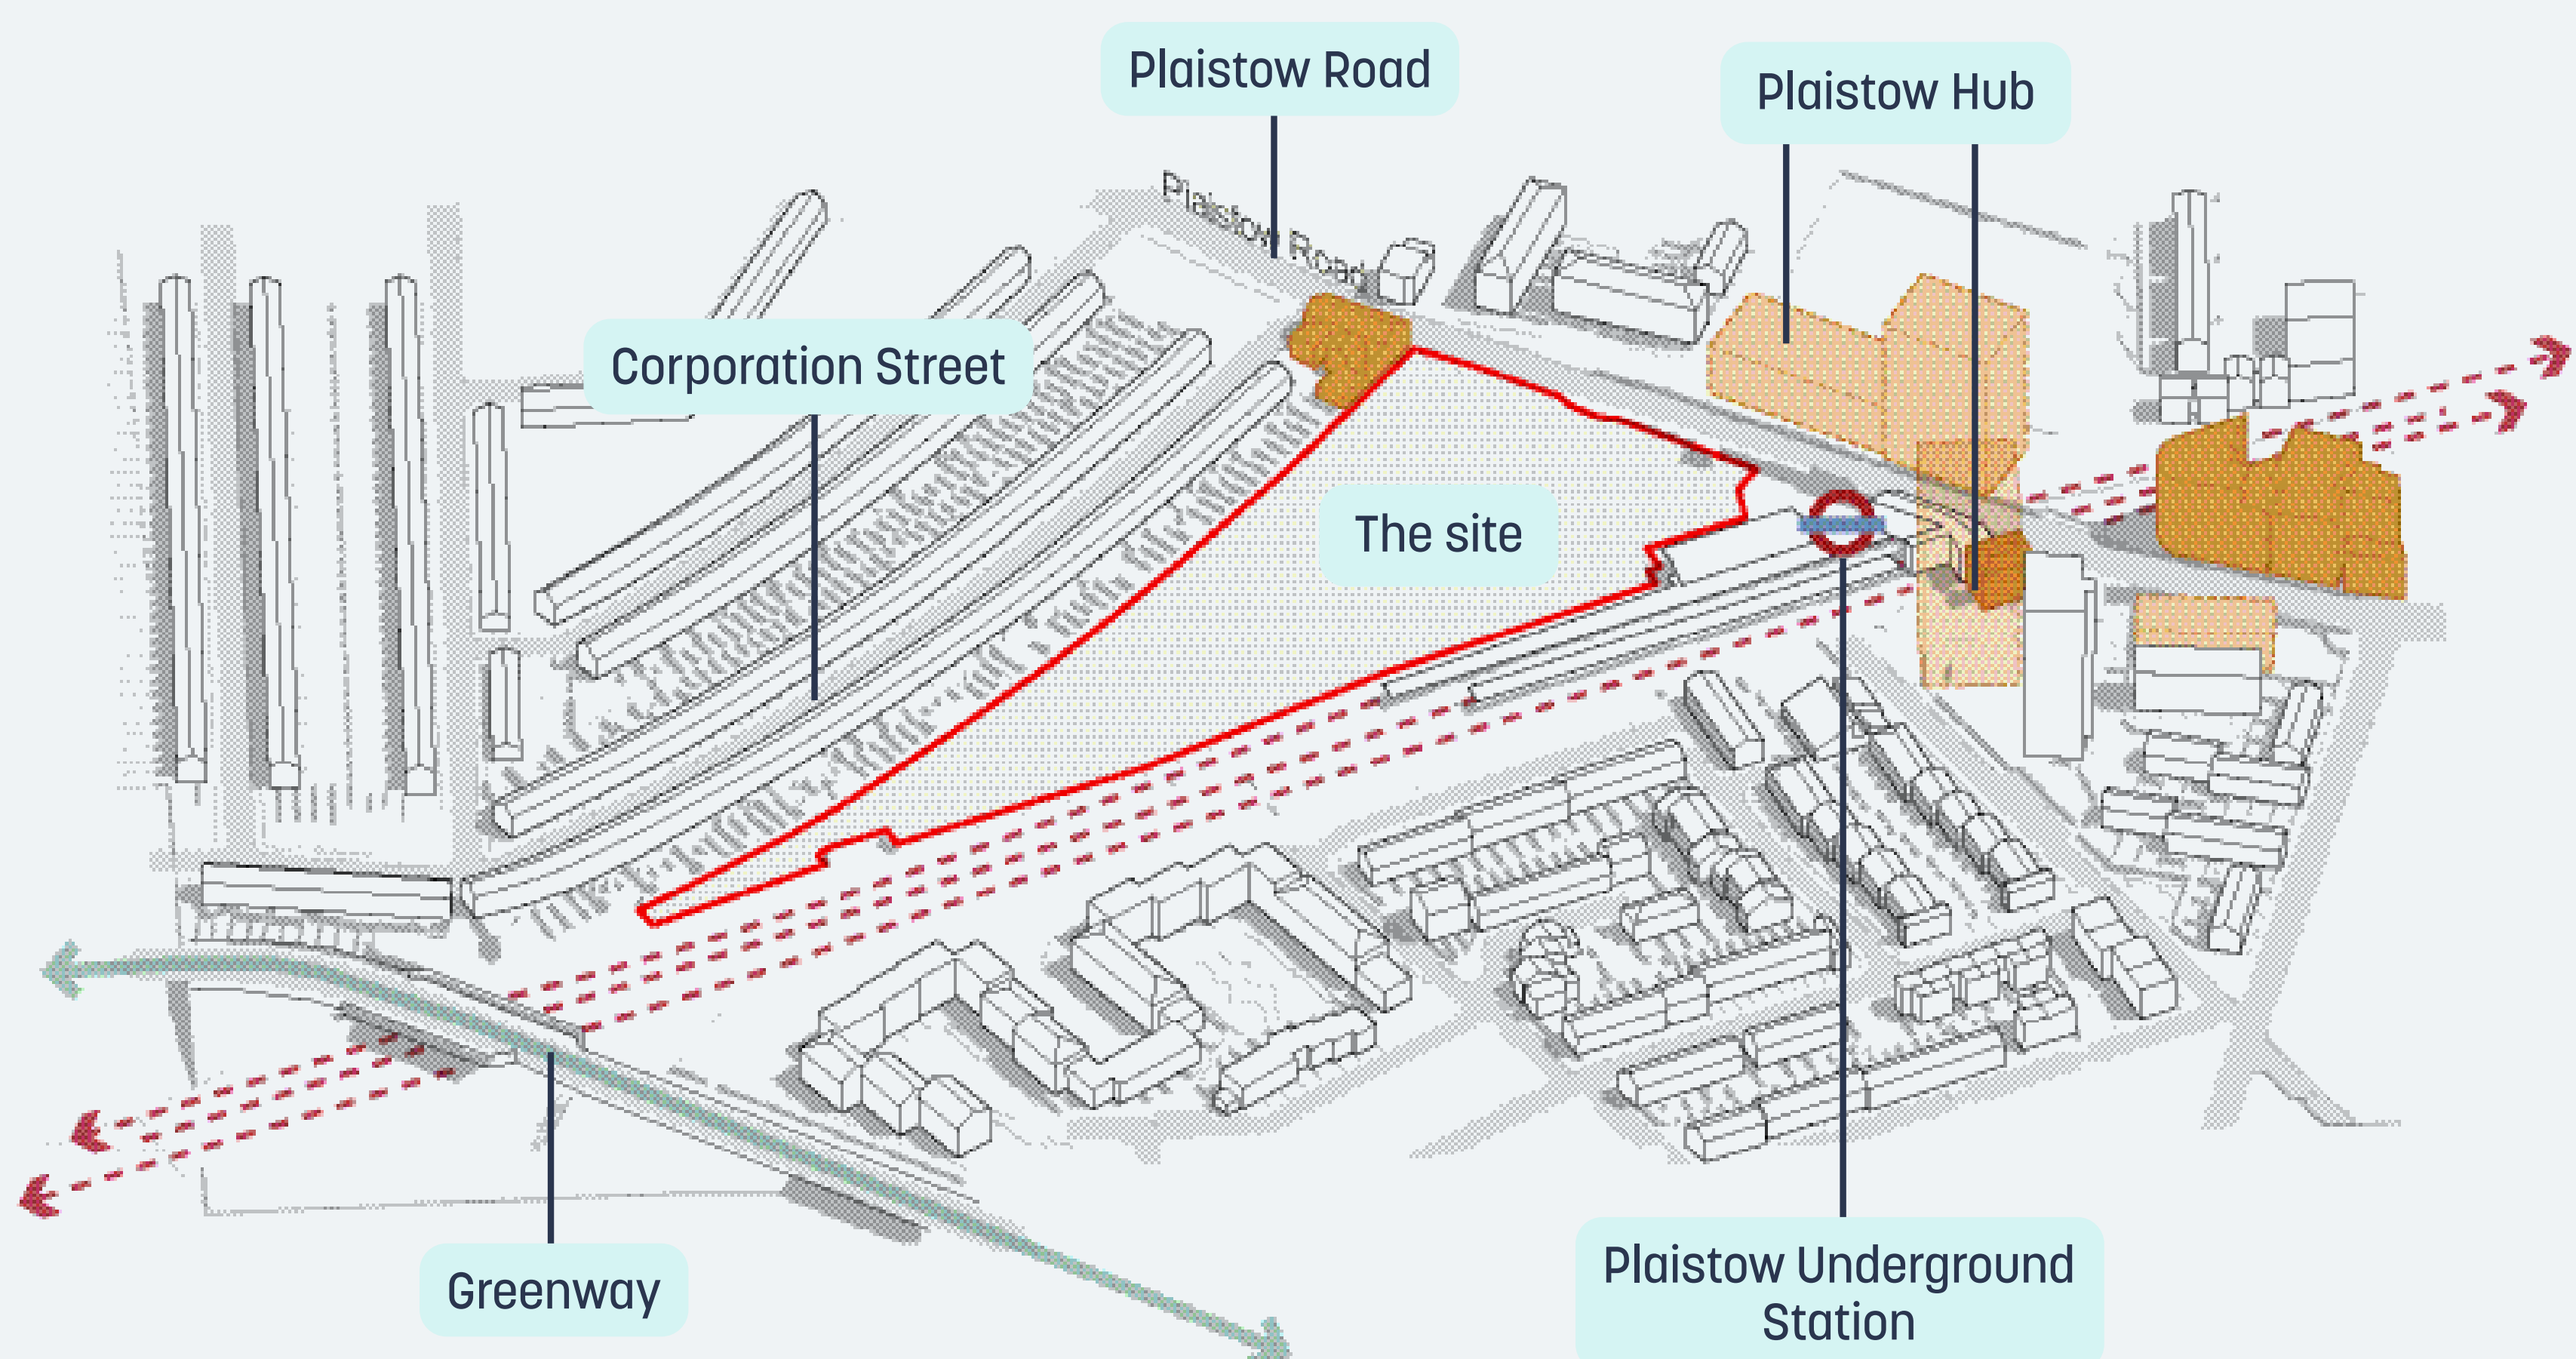 Plaistow Road
Plaistow Hub
Plaistow Road
Corporation Street
The site
Greenway
Plaistow Underground
Station